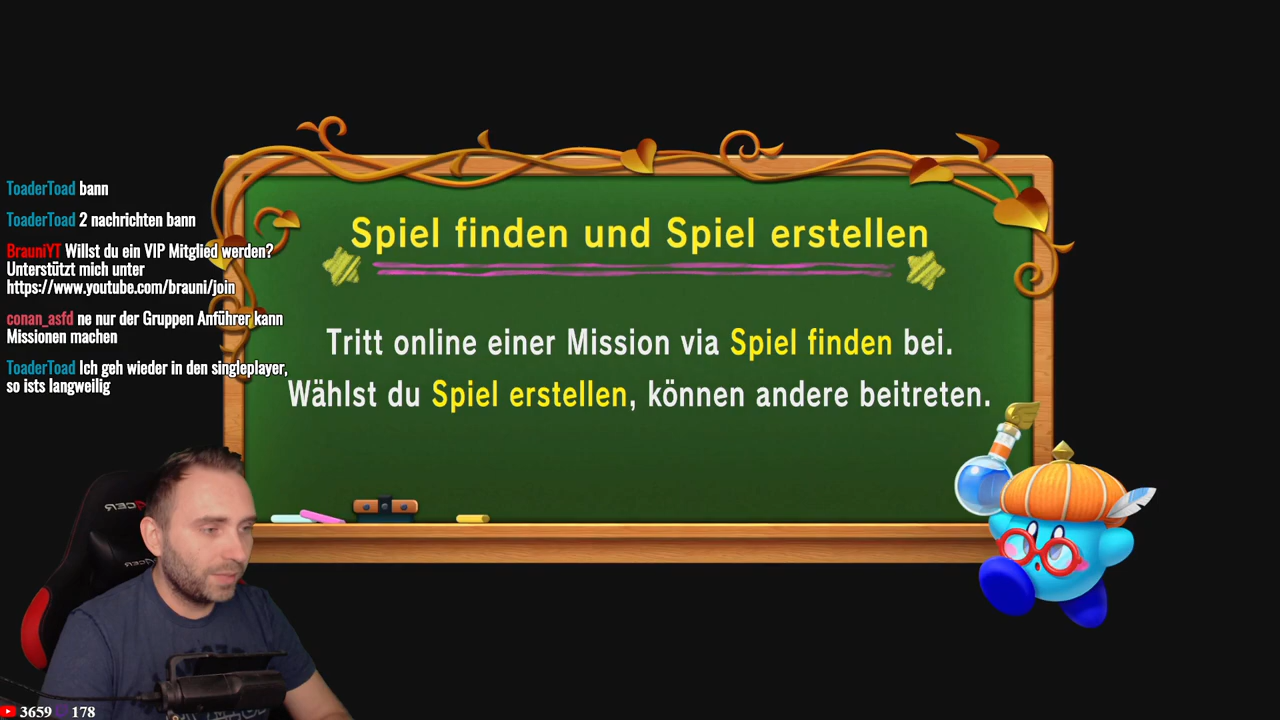 Spiel finden und Spiel erstellen
Tritt online einer Mission via Spiel finden bei.
Wählst du Spiel erstellen, können andere beitreten.
ToaderToad bann
ToaderToad 2 nachrichten bann
BrauniYT Willst du ein VIP Mitglied werden?
Unterstützt mich unter
https://www.youtube.com/brauni/join
conan_asfd ne nur der Gruppen Anführer kann
Missionen machen
ToaderToad Ich geh wieder in den singleplayer,
so ists langweilig
3659 178